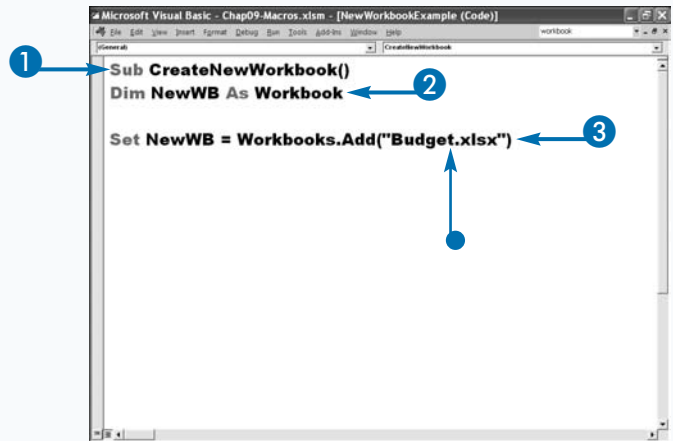 Microsoft Visual Basic - Chap09-Macros.xlsm - [NewWorkbookExample (Code)]
File Edit View Insert Format Debug Run Tools Add-Ins Window Help workbook
(General) CreateNewWorkbook
1 Sub CreateNewWorkbook()
Dim NewWB As Workbook 2
Set NewWB = Workbooks.Add("Budget.xlsx") 3